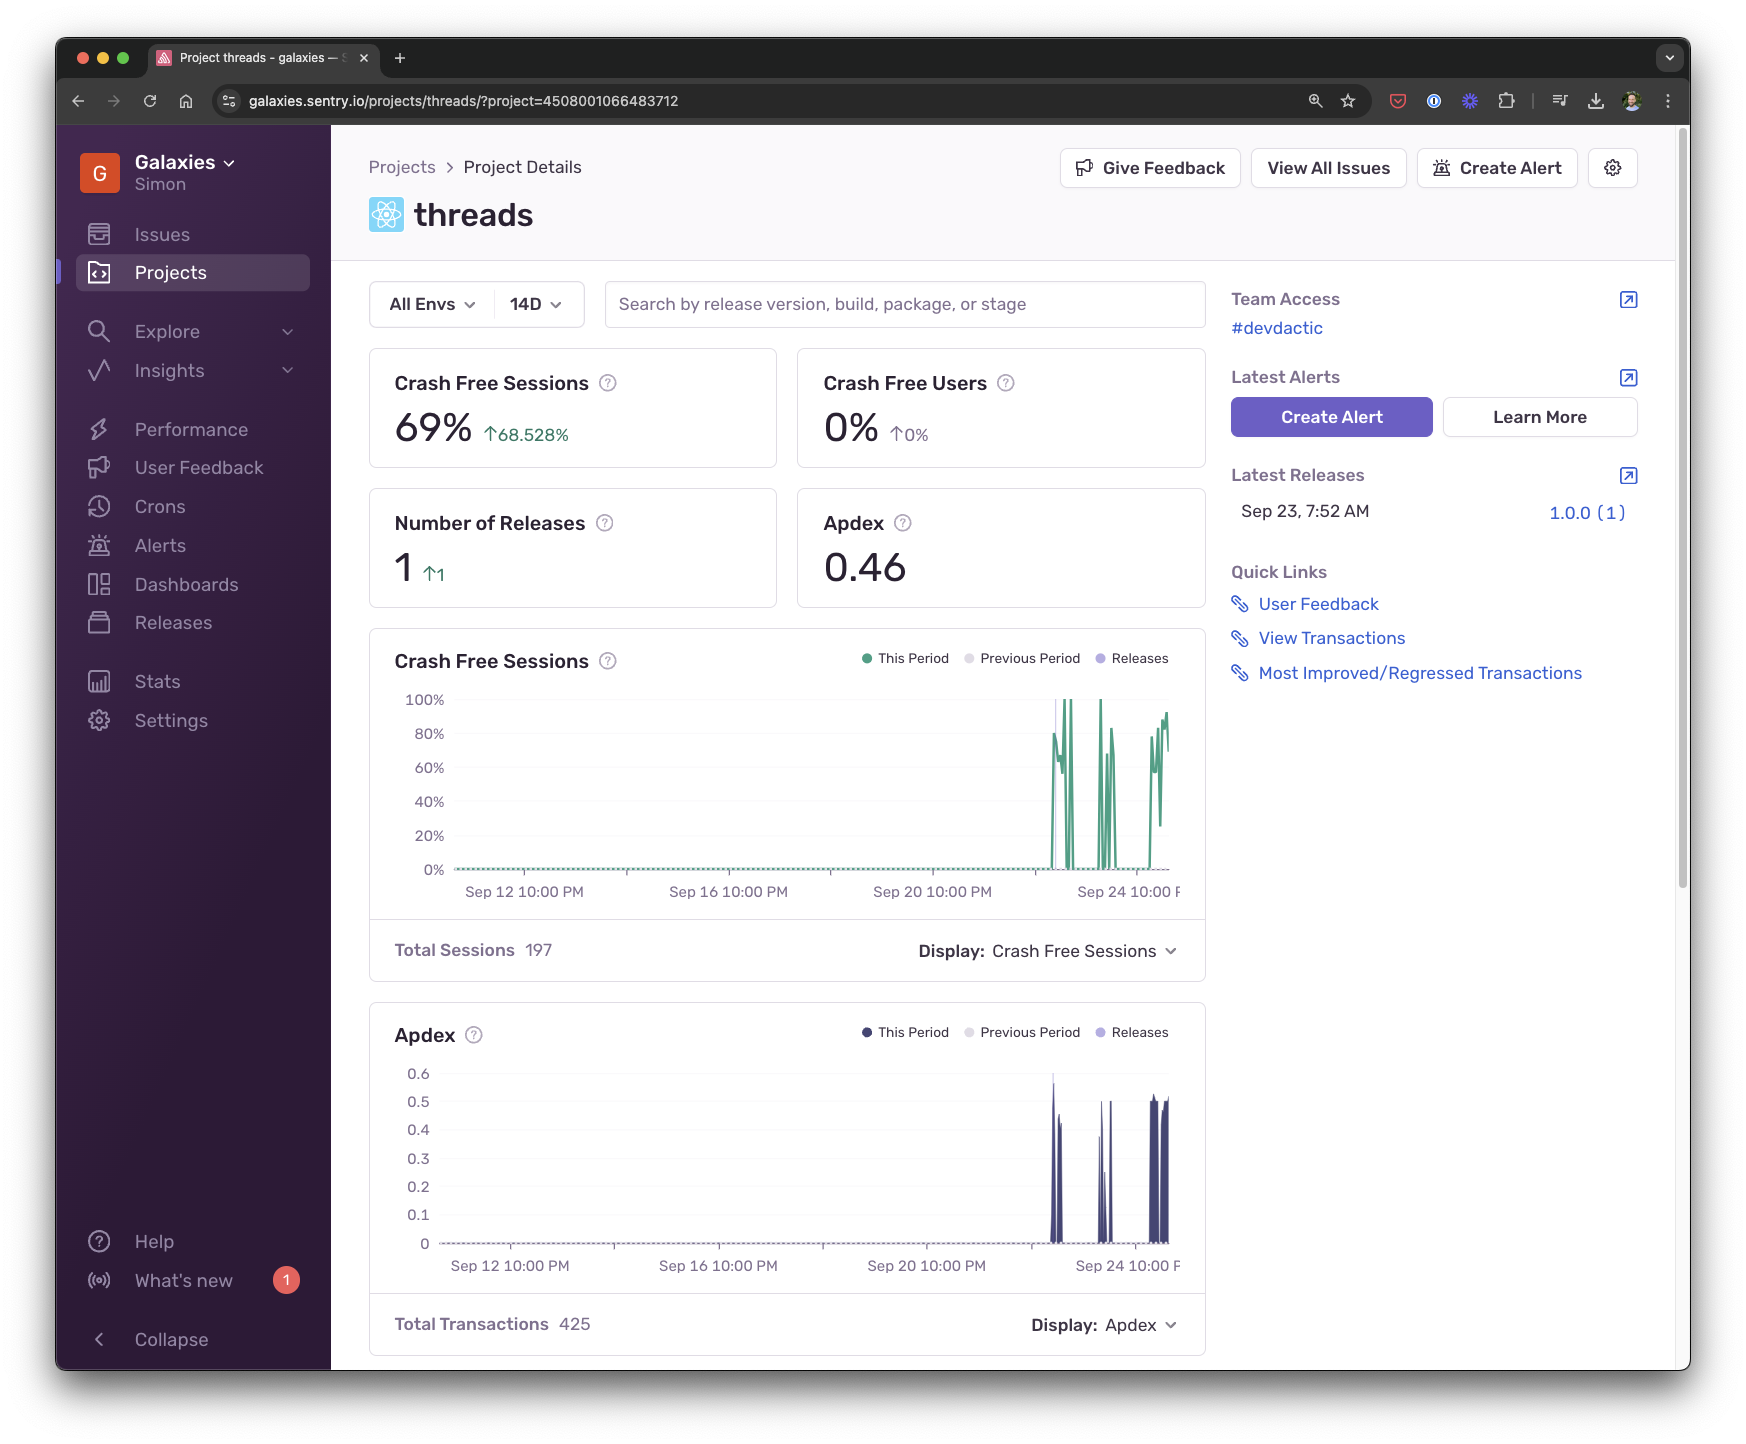 Project threads - galaxies —
galaxies.sentry.io/projects/threads/?project=4508001066483712
G
Galaxies
Simon
Issues
Projects
Explore
Insights
Performance
User Feedback
Crons
Alerts
Dashboards
Releases
Stats
Settings
Help
What's new
1
Collapse
Projects > Project Details
Give Feedback
View All Issues
Create Alert
threads
All Envs
14D
Search by release version, build, package, or stage
Crash Free Sessions ?
69% ↑68.528%
Crash Free Users ?
0% ↑0%
Number of Releases ?
1 ↑1
Apdex ?
0.46
Crash Free Sessions ?
This Period
Previous Period
Releases
100%
80%
60%
40%
20%
0%
Sep 12 10:00 PM
Sep 16 10:00 PM
Sep 20 10:00 PM
Sep 24 10:00
Total Sessions 197
Display: Crash Free Sessions
Apdex ?
This Period
Previous Period
Releases
0.6
0.5
0.4
0.3
0.2
0.1
0
Sep 12 10:00 PM
Sep 16 10:00 PM
Sep 20 10:00 PM
Sep 24 10:00
Total Transactions 425
Display: Apdex
Team Access
#devdactic
Latest Alerts
Create Alert
Learn More
Latest Releases
Sep 23, 7:52 AM
1.0.0 (1)
Quick Links
User Feedback
View Transactions
Most Improved/Regressed Transactions